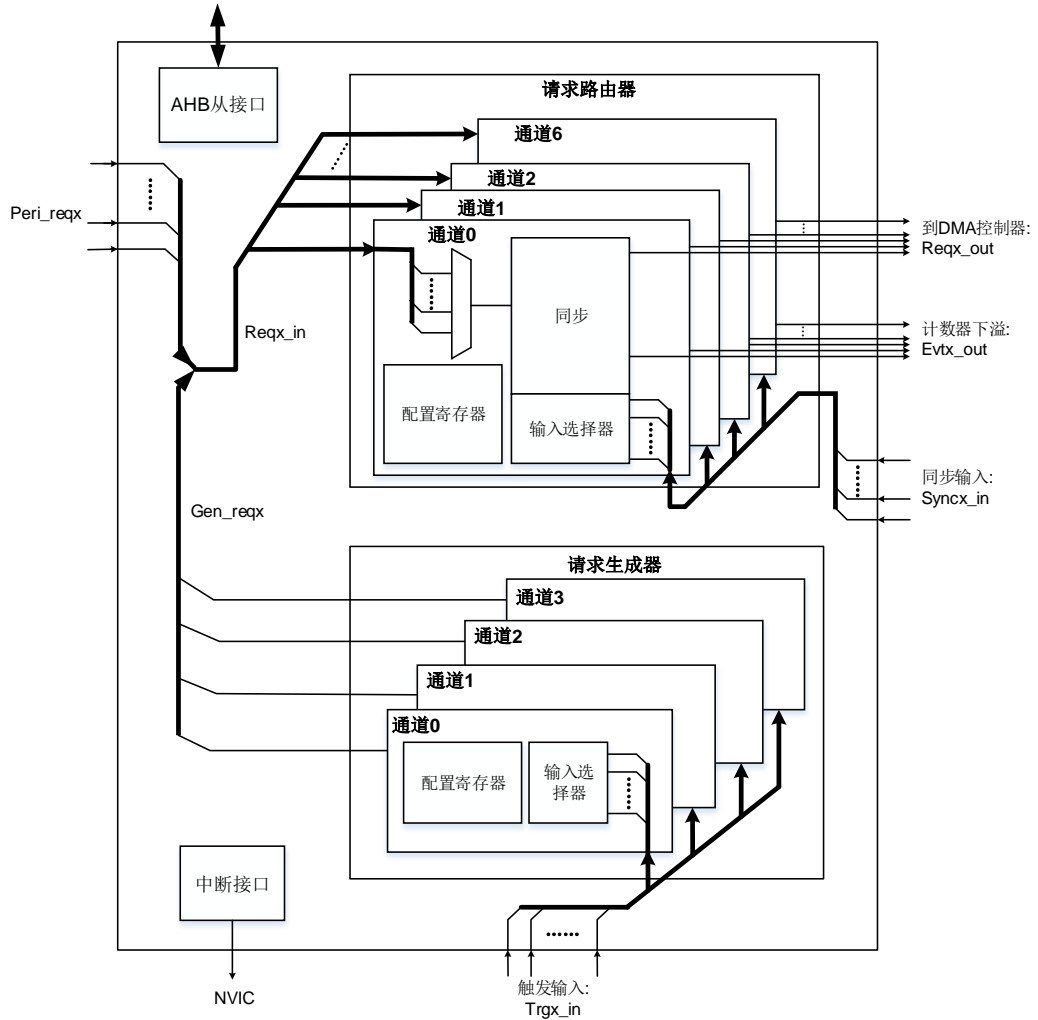 AHB从接口
请求路由器
通道6
通道2
通道1
通道0
同步
配置寄存器
输入选择器
Peri_reqx
Reqx_in
到DMA控制器:
Reqx_out
计数器下溢:
Evtx_out
同步输入:
Syncx_in
Gen_reqx
请求生成器
通道3
通道2
通道1
通道0
配置寄存器
输入选
择器
中断接口
NVIC
触发输入:
Trgx_in